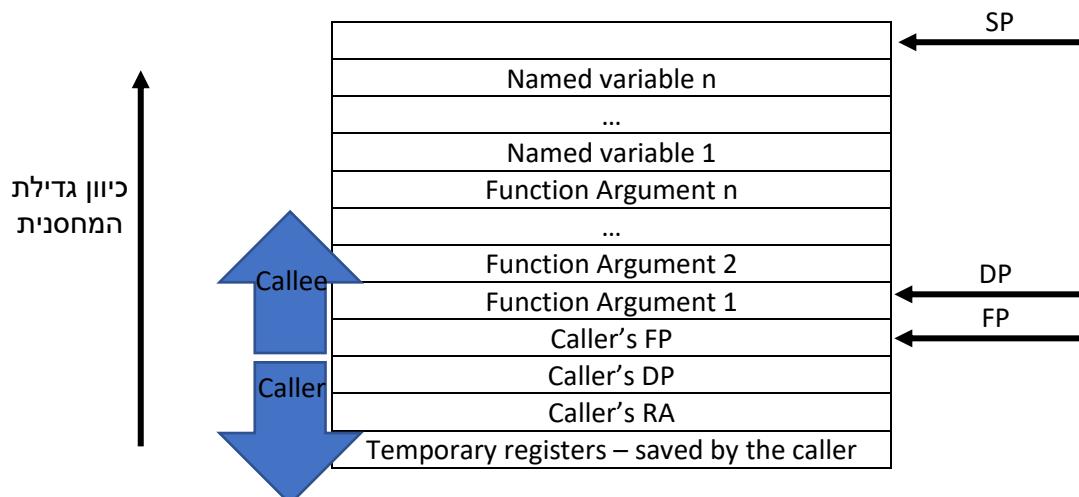 SP
Named variable n
…
Named variable 1
כיוון גדילת
המחסנית
Function Argument n
…
Callee
Function Argument 2
DP
Function Argument 1
FP
Caller's FP
Caller
Caller's DP
Caller's RA
Temporary registers – saved by the caller